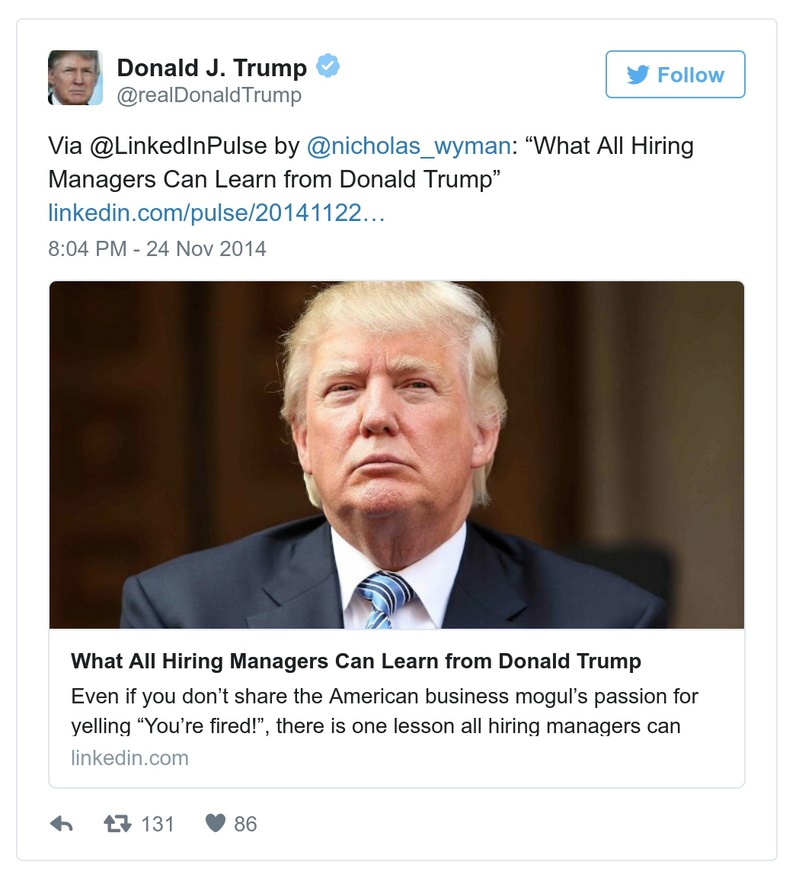 Donald J. Trump
@realDonaldTrump
Follow
Via @LinkedInPulse by @nicholas_wyman: “What All Hiring
Managers Can Learn from Donald Trump”
linkedin.com/pulse/20141122…
8:04 PM - 24 Nov 2014
What All Hiring Managers Can Learn from Donald Trump
Even if you don’t share the American business mogul’s passion for
yelling “You’re fired!”, there is one lesson all hiring managers can
linkedin.com
131 86